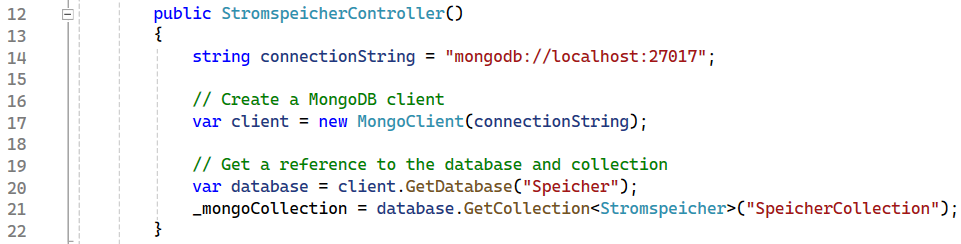 12 public StromspeicherController()
13 {
14 string connectionString = "mongodb://localhost:27017";
15
16 // Create a MongoDB client
17 var client = new MongoClient(connectionString);
18
19 // Get a reference to the database and collection
20 var database = client.GetDatabase("Speicher");
21 _mongoCollection = database.GetCollection<Stromspeicher>("SpeicherCollection");
22 }